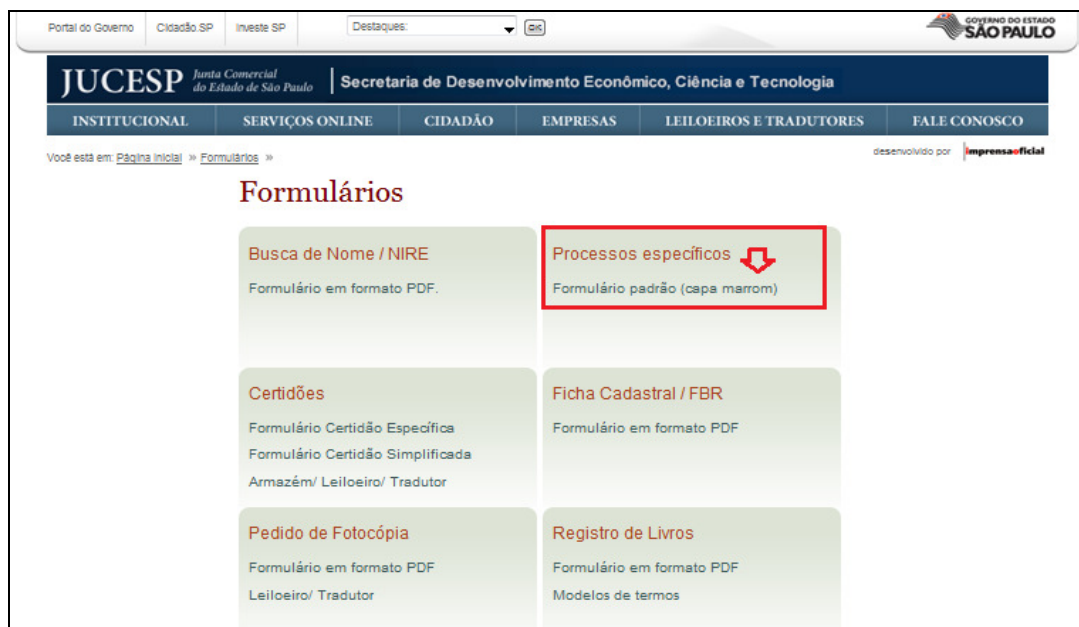 Portal do Governo Cidadão.SP Investe SP Destaques: OK GOVERNO DO ESTADO
SÃO PAULO
JUCESP Junta Comercial
do Estado de São Paulo Secretaria de Desenvolvimento Econômico, Ciência e Tecnologia
INSTITUCIONAL SERVIÇOS ONLINE CIDADÃO EMPRESAS LEILOEIROS E TRADUTORES FALE CONOSCO
Você está em: Página Inicial » Formulários » desenvolvido por imprensaoficial
Formulários
Busca de Nome / NIRE
Formulário em formato PDF.
Processos específicos
Formulário padrão (capa marrom)
Certidões
Formulário Certidão Específica
Formulário Certidão Simplificada
Armazém/ Leiloeiro/ Tradutor
Ficha Cadastral / FBR
Formulário em formato PDF
Pedido de Fotocópia
Formulário em formato PDF
Leiloeiro/ Tradutor
Registro de Livros
Formulário em formato PDF
Modelos de termos